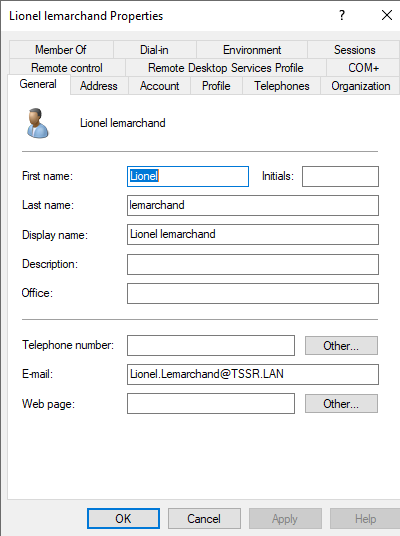 Lionel lemarchand Properties ? ×
Member Of Dial-in Environment Sessions
Remote control Remote Desktop Services Profile COM+
General Address Account Profile Telephones Organization
Lionel lemarchand
First name: Lionel Initials:
Last name: lemarchand
Display name: Lionel lemarchand
Description:
Office:
Telephone number: Other...
E-mail: Lionel.Lemarchand@TSSR.LAN
Web page: Other...
OK Cancel Apply Help